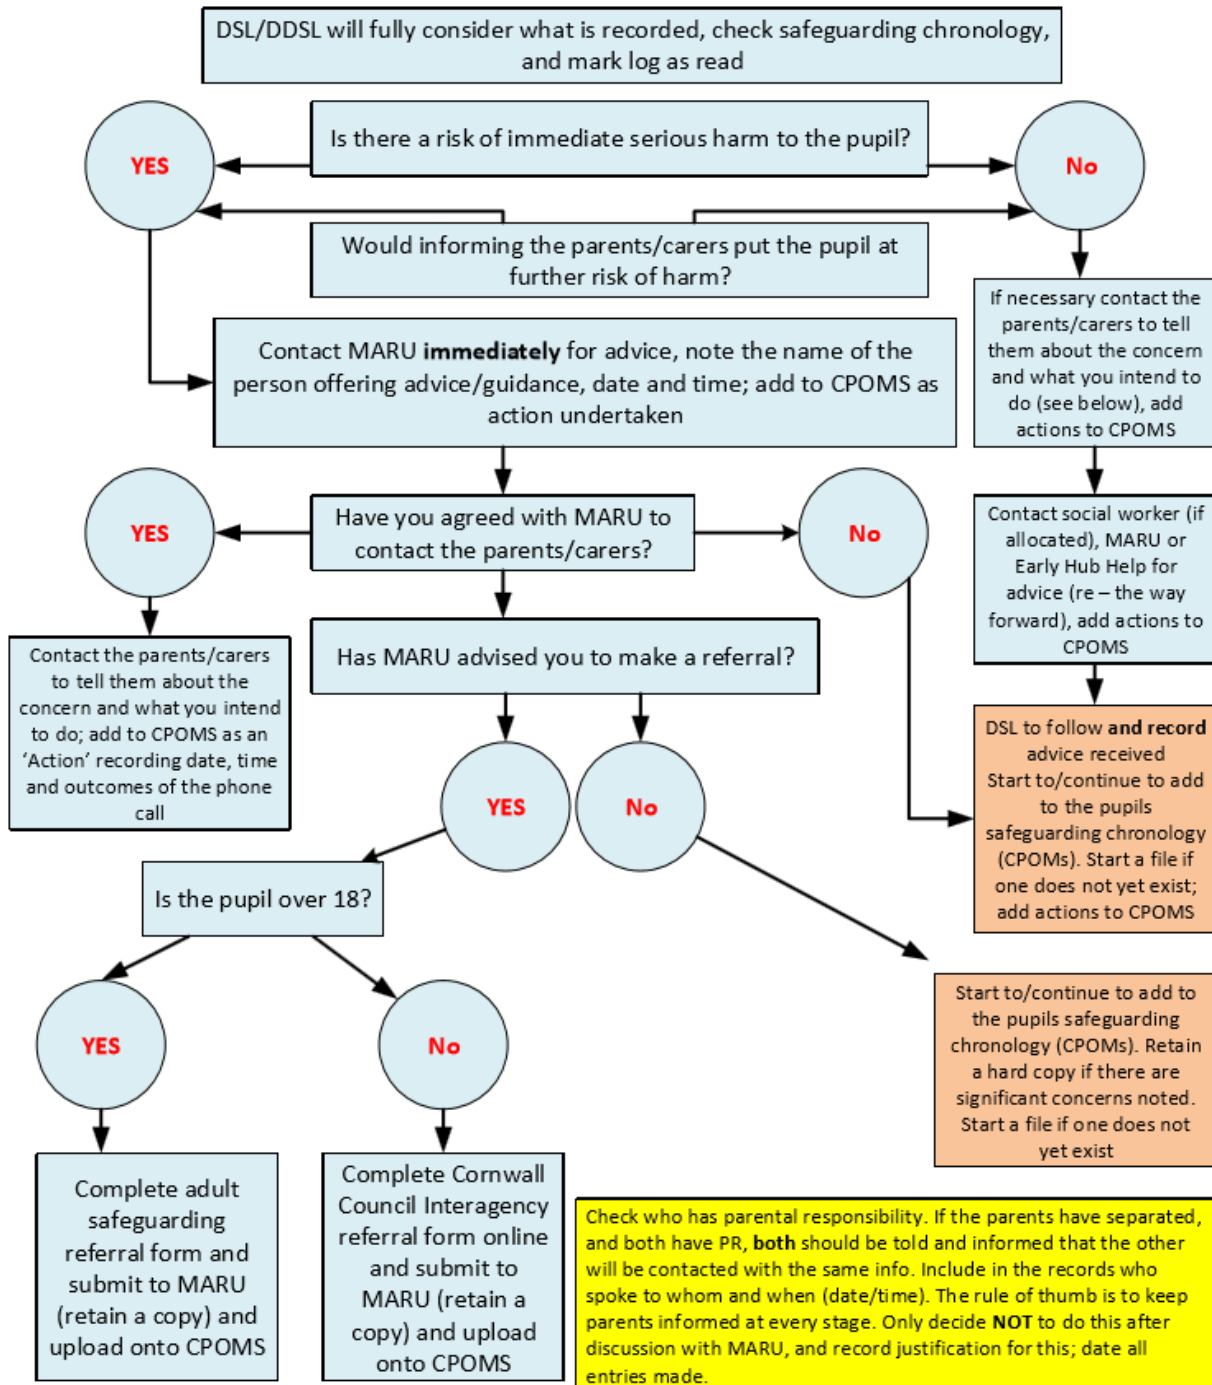 DSL/DDSL will fully consider what is recorded, check safeguarding chronology,
and mark log as read
Is there a risk of immediate serious harm to the pupil?
YES
No
Would informing the parents/carers put the pupil at
further risk of harm?
If necessary contact the
parents/carers to tell
them about the concern
and what you intend to
do (see below), add
actions to CPOMS
Contact MARU immediately for advice, note the name of the
person offering advice/guidance, date and time; add to CPOMS as
action undertaken
YES
Have you agreed with MARU to
contact the parents/carers?
No
Contact social worker (if
allocated), MARU or
Early Hub Help for
advice (re – the way
forward), add actions to
CPOMS
Contact the parents/carers
to tell them about the
concern and what you intend
to do; add to CPOMS as an
‘Action’ recording date, time
and outcomes of the phone
call
Has MARU advised you to make a referral?
DSL to follow and record
advice received
Start to/continue to add
to the pupils
safeguarding chronology
(CPOMs). Start a file if
one does not yet exist;
add actions to CPOMS
YES
No
Is the pupil over 18?
YES
No
Start to/continue to add to
the pupils safeguarding
chronology (CPOMs). Retain
a hard copy if there are
significant concerns noted.
Start a file if one does not
yet exist
Complete adult
safeguarding
referral form and
submit to MARU
(retain a copy) and
upload onto CPOMS
Complete Cornwall
Council Interagency
referral form online
and submit to
MARU (retain a
copy) and upload
onto CPOMS
Check who has parental responsibility. If the parents have separated,
and both have PR, both should be told and informed that the other
will be contacted with the same info. Include in the records who
spoke to whom and when (date/time). The rule of thumb is to keep
parents informed at every stage. Only decide NOT to do this after
discussion with MARU, and record justification for this; date all
entries made.